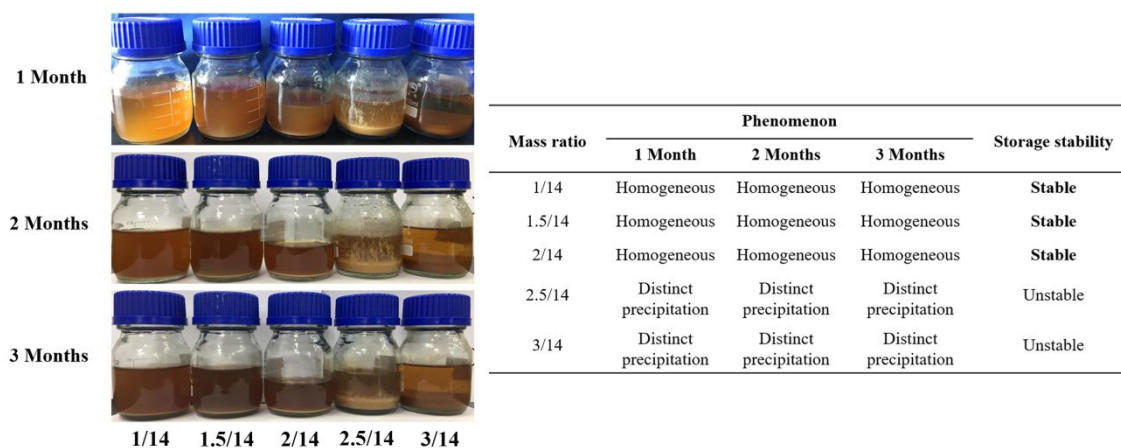 1 Month
2 Months
3 Months
1/14 1.5/14 2/14 2.5/14 3/14
Mass ratio Phenomenon Storage stability
1 Month 2 Months 3 Months
1/14 Homogeneous Homogeneous Homogeneous Stable
1.5/14 Homogeneous Homogeneous Homogeneous Stable
2/14 Homogeneous Homogeneous Homogeneous Stable
2.5/14 Distinct precipitation Distinct precipitation Distinct precipitation Unstable
3/14 Distinct precipitation Distinct precipitation Distinct precipitation Unstable